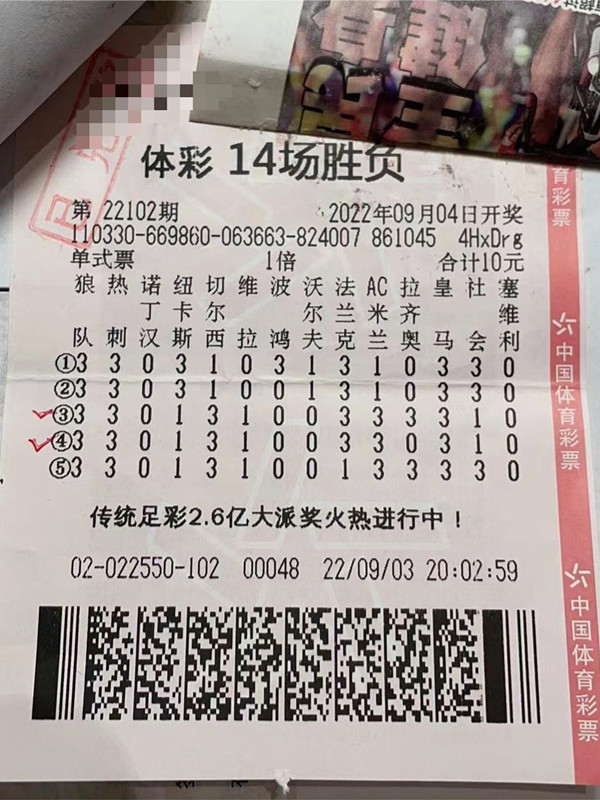 体彩 14场胜负
第 22102期 2022年09月04日开奖
110330-669860-063663-824007 861045 4HxDrg
单式票 1倍 合计10元
狼 热 诺 纽 切 维 波 沃 法 AC 拉 皇 社 塞
丁 卡 尔 尔 兰 米 齐 维
队 刺 汉 斯 西 拉 鸿 夫 克 兰 奥 马 会 利
①3 3 0 3 1 0 3 1 3 1 0 3 3 0
②3 3 0 3 1 0 0 1 3 1 0 3 3 0
③3 3 0 1 3 1 0 0 3 3 3 3 1 0
④3 3 0 1 3 1 0 0 3 3 0 3 1 0
⑤3 3 0 1 3 1 0 0 1 3 3 3 3 0
传统足彩2.6亿大派奖火热进行中！
02-022550-102 00048 22/09/03 20:02:59
育彩票
中国体育彩票
中国体育彩票